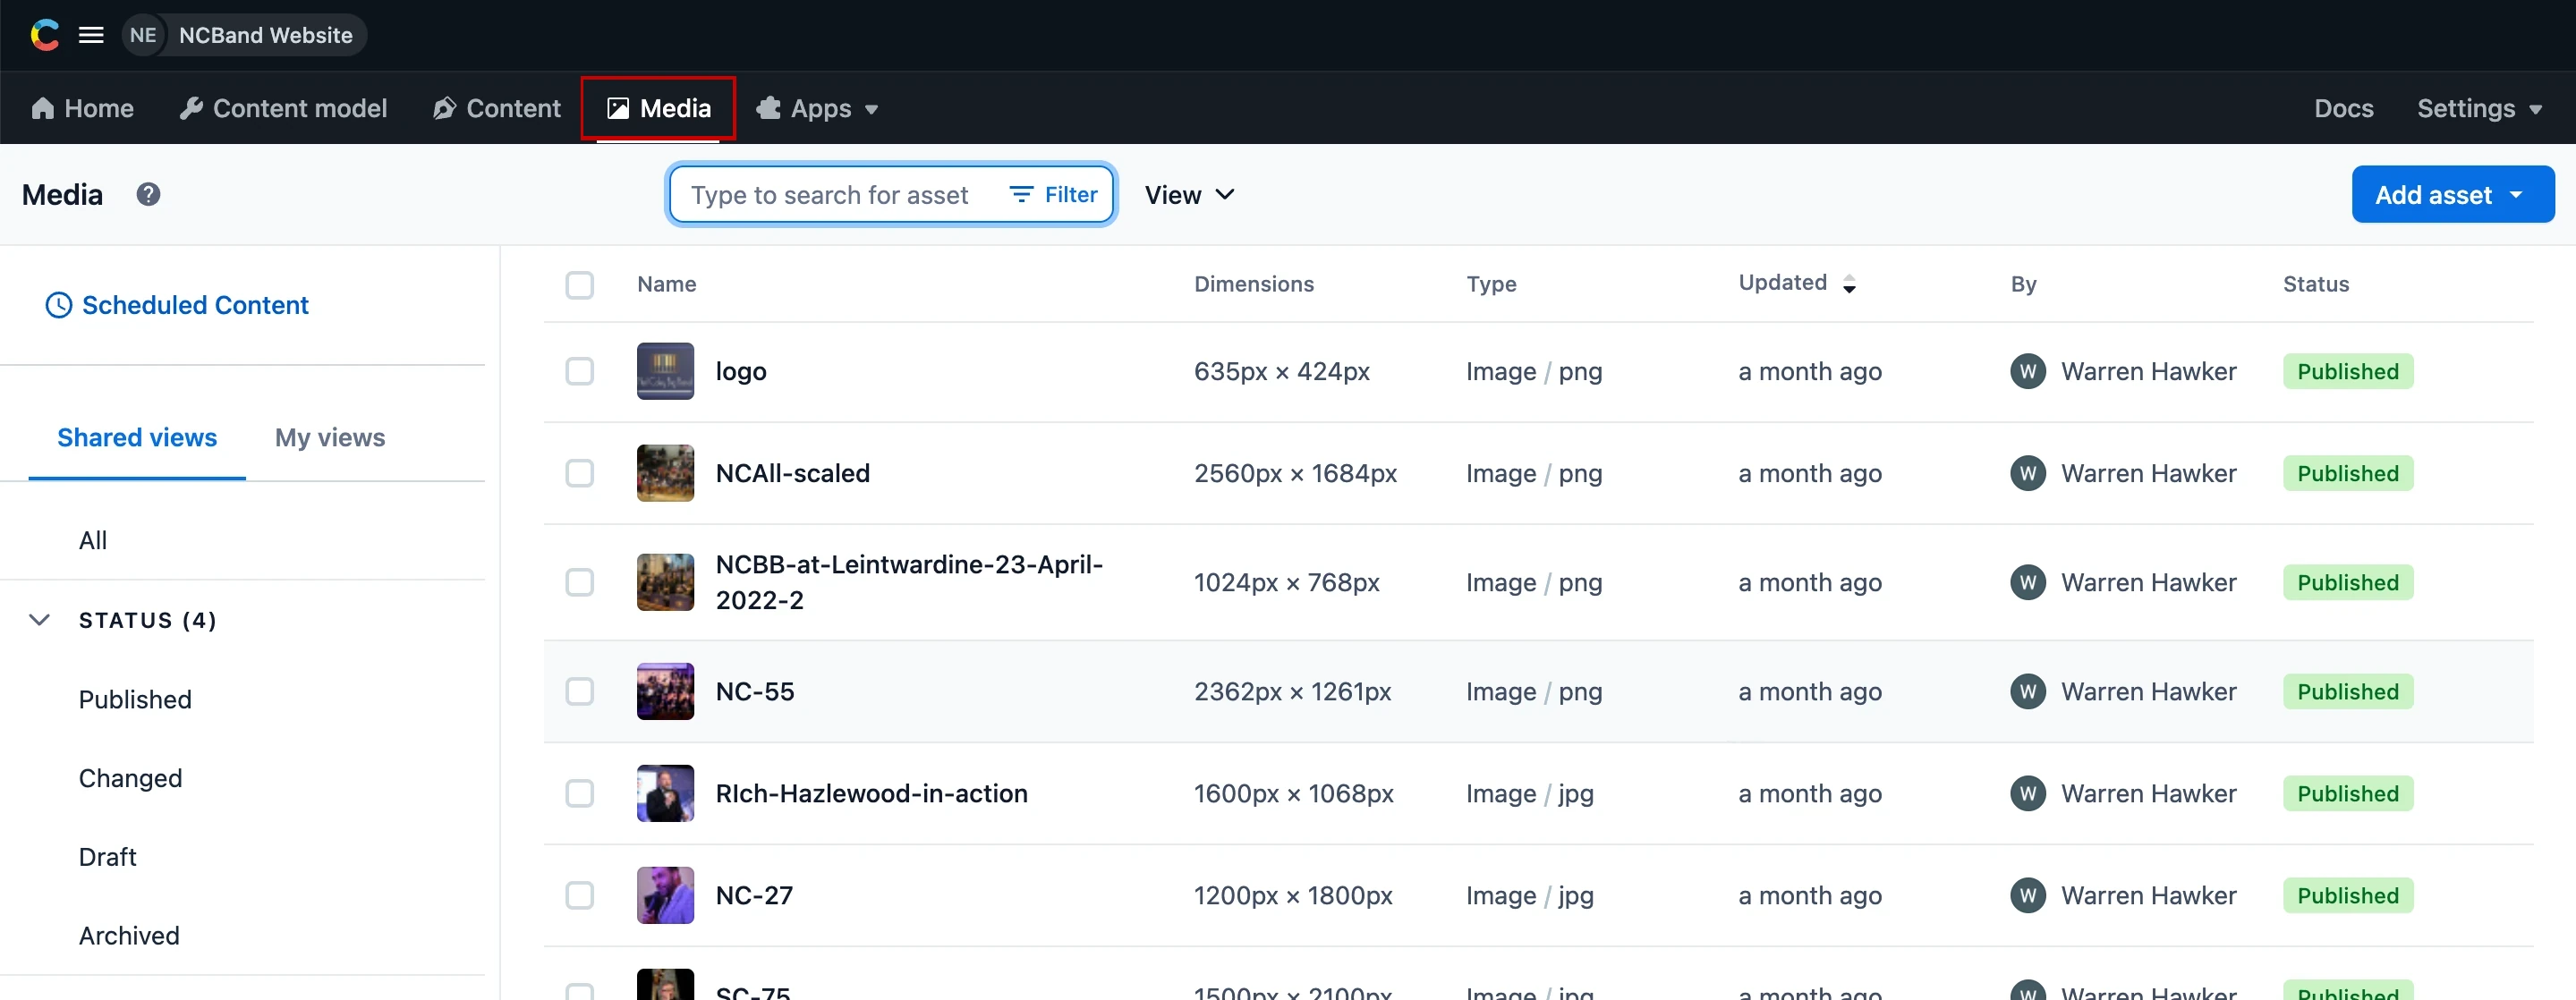 NE NCBand Website
Home Content model Content Media Apps Docs Settings
Media ? Type to search for asset Filter View Add asset
Scheduled Content
Shared views My views
All
STATUS (4)
Published
Changed
Draft
Archived
Name Dimensions Type Updated By Status
logo 635px × 424px Image / png a month ago W Warren Hawker Published
NCAll-scaled 2560px × 1684px Image / png a month ago W Warren Hawker Published
NCBB-at-Leintwardine-23-April-
2022-2 1024px × 768px Image / png a month ago W Warren Hawker Published
NC-55 2362px × 1261px Image / png a month ago W Warren Hawker Published
RIch-Hazlewood-in-action 1600px × 1068px Image / jpg a month ago W Warren Hawker Published
NC-27 1200px × 1800px Image / jpg a month ago W Warren Hawker Published
SC-75 1500px × 2100px Image / jpg a month ago W Warren Hawker Published